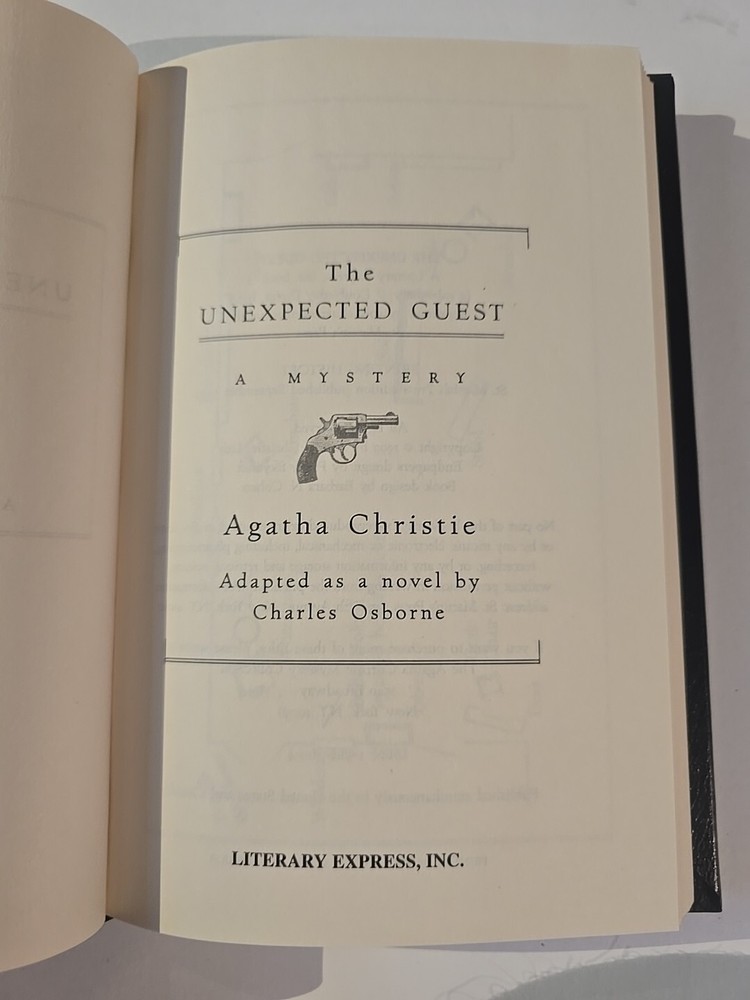 The
UNEXPECTED GUEST
A MYSTERY
Agatha Christie
Adapted as a novel by
Charles Osborne
LITERARY EXPRESS, INC.